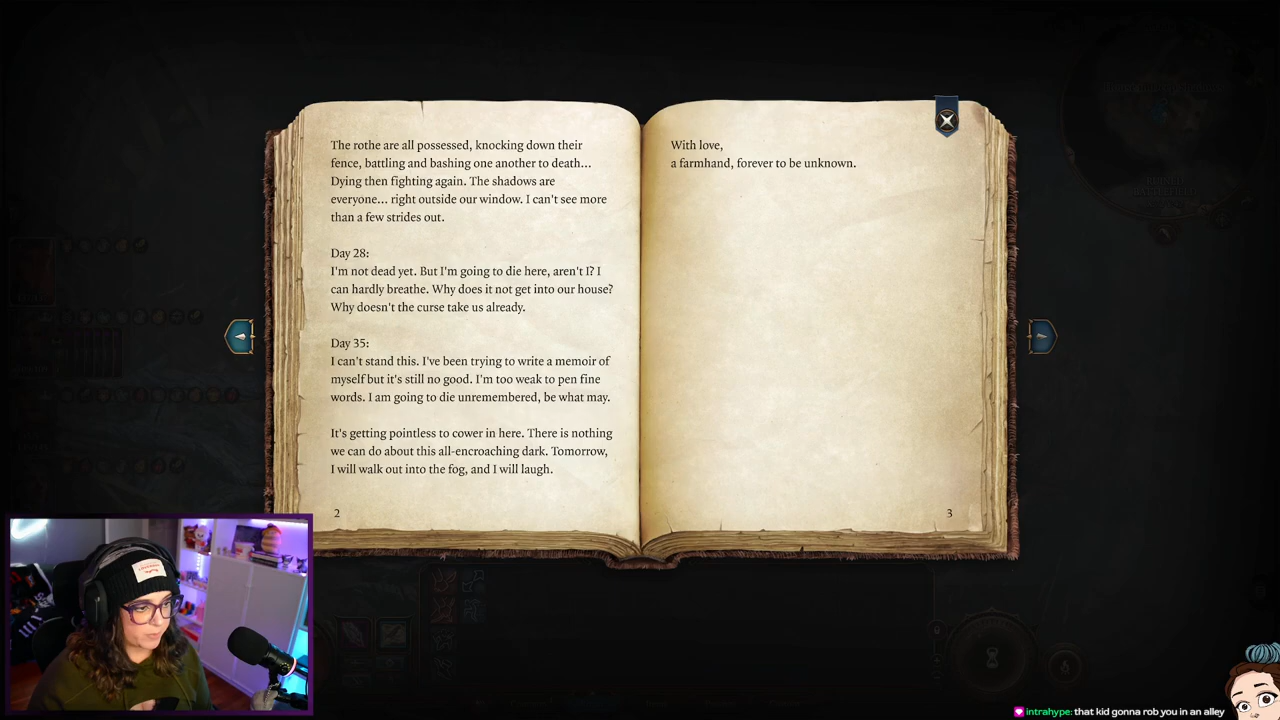 The rothe are all possessed, knocking down their
fence, battling and bashing one another to death...
Dying then fighting again. The shadows are
everyone... right outside our window. I can't see more
than a few strides out.
Day 28:
I'm not dead yet. But I'm going to die here, aren't I? I
can hardly breathe. Why does it not get into our house?
Why doesn't the curse take us already.
Day 35:
I can't stand this. I've been trying to write a memoir of
myself but it's still no good. I'm too weak to pen fine
words. I am going to die unremembered, be what may.
It's getting pointless to cower in here. There is nothing
we can do about this all-encroaching dark. Tomorrow,
I will walk out into the fog, and I will laugh.
2
With love,
a farmhand, forever to be unknown.
3
intrahype: that kid gonna rob you in an alley